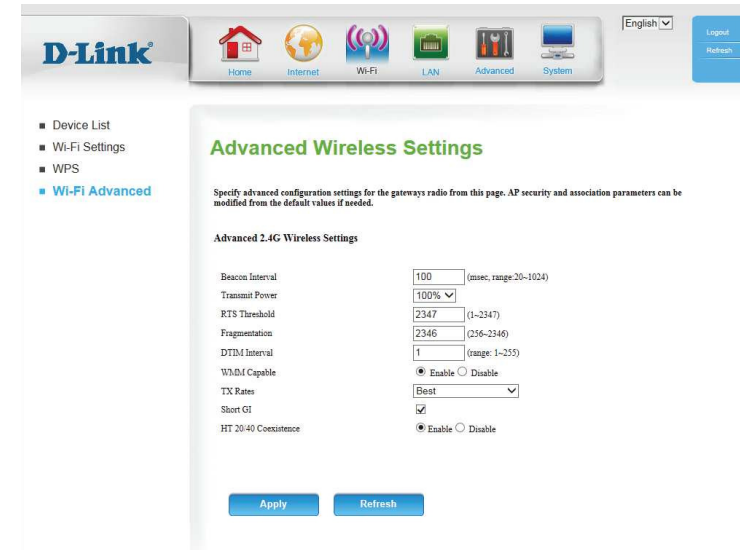 D-Link®
Home
Internet
Wi-Fi
LAN
Advanced
System
English
Logout
Refresh
Device List
Wi-Fi Settings
WPS
Wi-Fi Advanced
Advanced Wireless Settings
Specify advanced configuration settings for the gateways radio from this page. AP security and association parameters can be
modified from the default values if needed.
Advanced 2.4G Wireless Settings
Beacon Interval 100 (msec, range:20~1024)
Transmit Power 100%
RTS Threshold 2347 (1~2347)
Fragmentation 2346 (256~2346)
DTIM Interval 1 (range: 1~255)
WMM Capable Enable Disable
TX Rates Best
Short GI
HT 20/40 Coexistence Enable Disable
Apply
Refresh